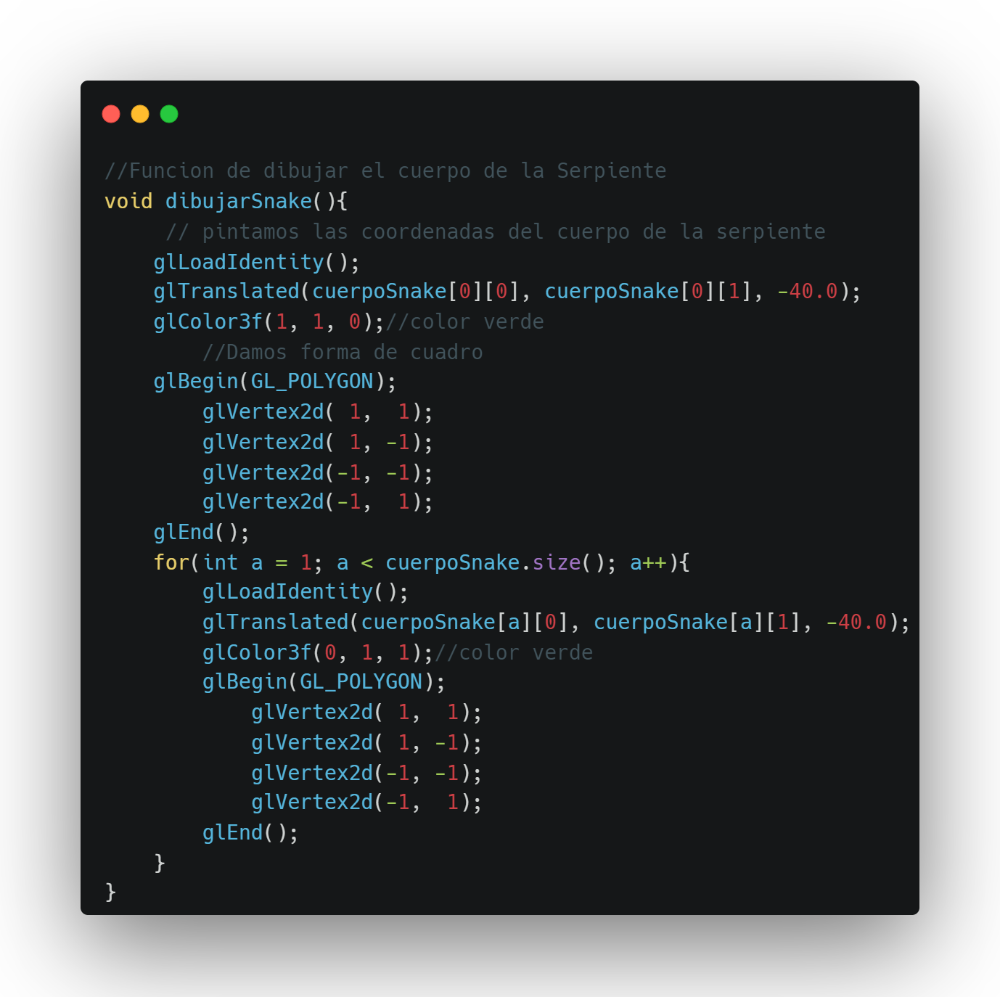 //Funcion de dibujar el cuerpo de la Serpiente
void dibujarSnake(){
     // pintamos las coordenadas del cuerpo de la serpiente
    glLoadIdentity();
    glTranslated(cuerpoSnake[0][0], cuerpoSnake[0][1], -40.0);
    glColor3f(1, 1, 0);//color verde
        //Damos forma de cuadro
    glBegin(GL_POLYGON);
        glVertex2d( 1,  1);
        glVertex2d( 1, -1);
        glVertex2d(-1, -1);
        glVertex2d(-1,  1);
    glEnd();
    for(int a = 1; a < cuerpoSnake.size(); a++){
        glLoadIdentity();
        glTranslated(cuerpoSnake[a][0], cuerpoSnake[a][1], -40.0);
        glColor3f(0, 1, 1);//color verde
        glBegin(GL_POLYGON);
            glVertex2d( 1,  1);
            glVertex2d( 1, -1);
            glVertex2d(-1, -1);
            glVertex2d(-1,  1);
        glEnd();
    }
}